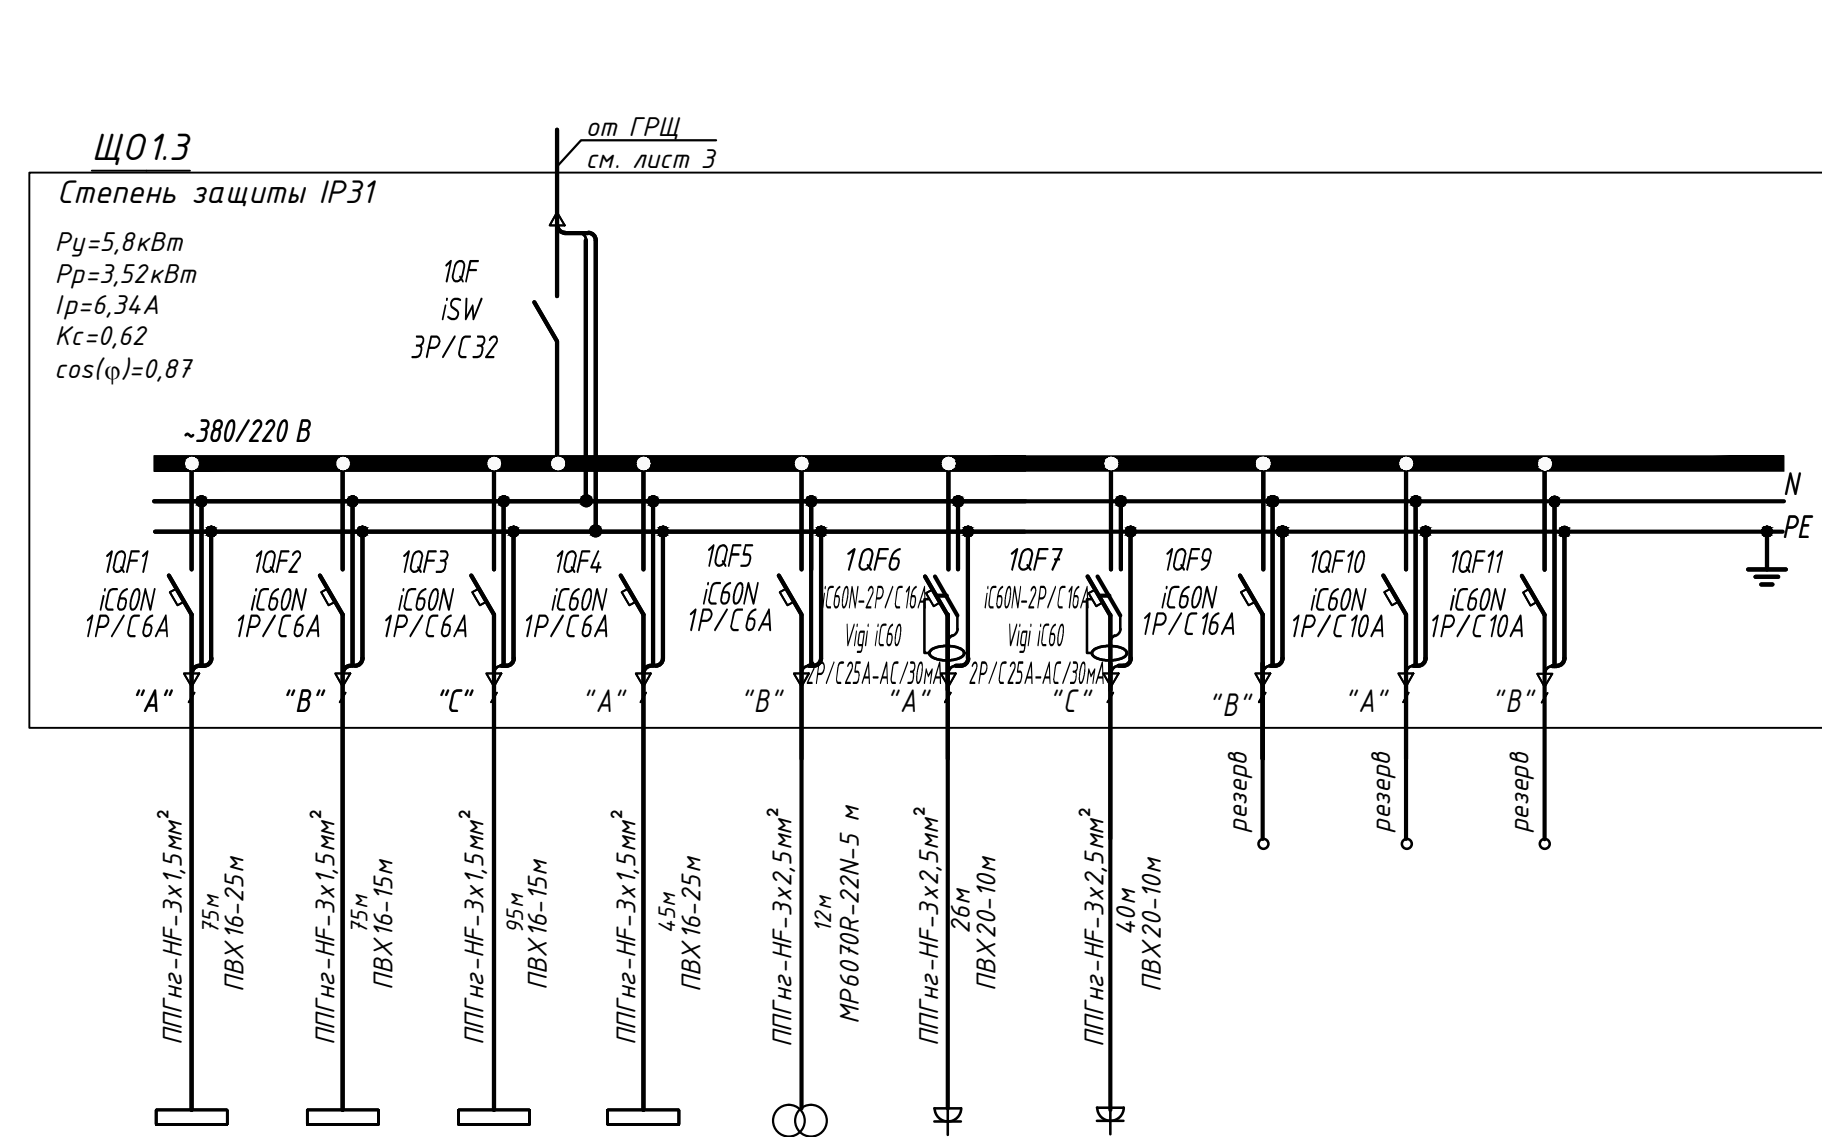 ЩО1.3
от ГРЩ
см. лист 3
Степень защиты IP31
Ру=5,8кВт
Рр=3,52кВт
Iр=6,34А
Кс=0,62
cos(φ)=0,87
1QF
iSW
3P/C32
~380/220 В
N
PE
1QF1
iC60N
1P/C6A
"А"
1QF2
iC60N
1P/C6A
"В"
1QF3
iC60N
1P/C6A
"С"
1QF4
iC60N
1P/C6A
"А"
1QF5
iC60N
1P/C6A
"В"
1QF6
iC60N-2P/C16A
Vigi iC60
2P/C25A-AC/30мА
"А"
1QF7
iC60N-2P/C16A
Vigi iC60
2P/C25A-AC/30мА
"С"
1QF9
iC60N
1P/C16A
"В"
1QF10
iC60N
1P/C10A
"А"
1QF11
iC60N
1P/C10A
"В"
ППГнг-HF-3х1,5мм²
75м
ПВХ16-25м
ППГнг-HF-3х1,5мм²
75м
ПВХ16-15м
ППГнг-HF-3х1,5мм²
95м
ПВХ16-15м
ППГнг-HF-3х1,5мм²
45м
ПВХ16-25м
ППГнг-HF-3х2,5мм²
12м
МР6070R-22N-5 м
ППГнг-HF-3х2,5мм²
26м
ПВХ20-10м
ППГнг-HF-3х2,5мм²
40м
ПВХ20-10м
резерв
резерв
резерв